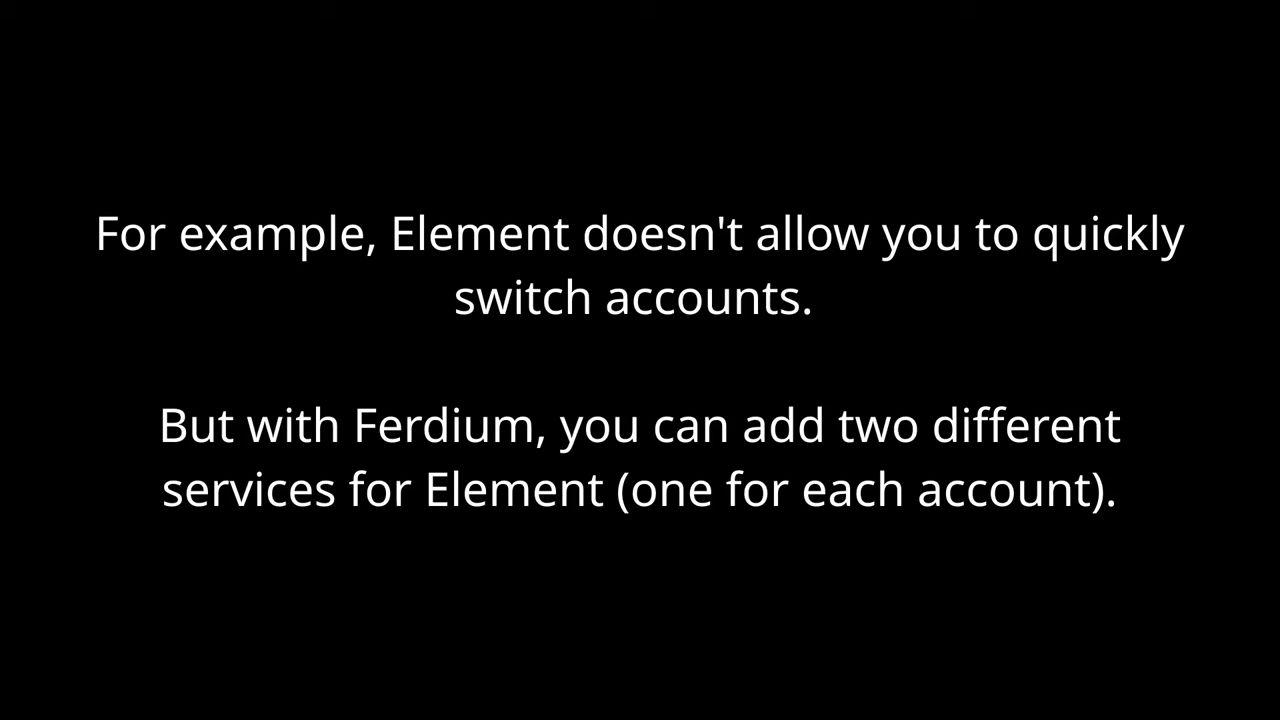 For example, Element doesn't allow you to quickly
switch accounts.
But with Ferdium, you can add two different
services for Element (one for each account).